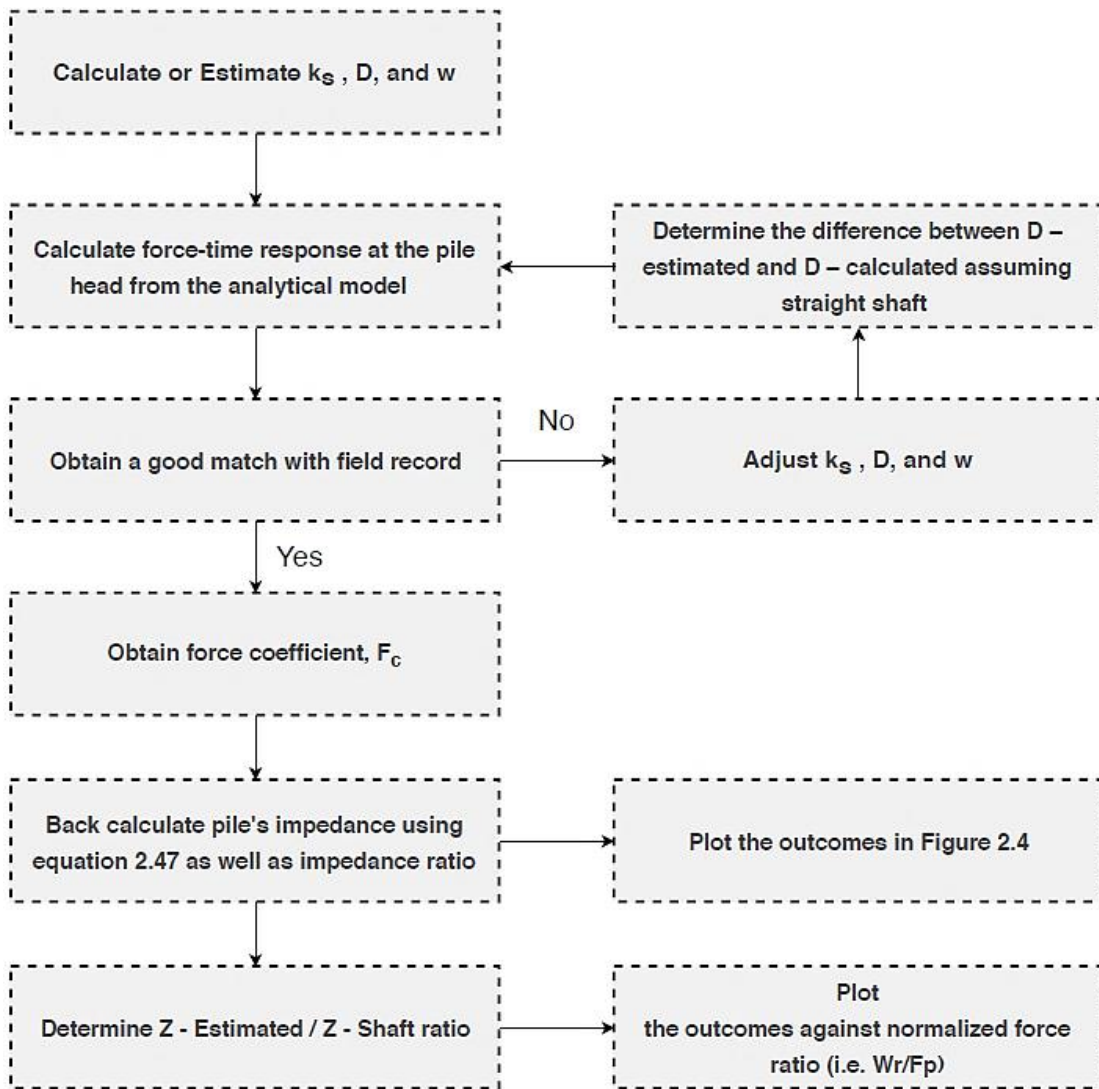 Calculate or Estimate kₛ , D, and w
Calculate force-time response at the pile
head from the analytical model
Determine the difference between D –
estimated and D – calculated assuming
straight shaft
Obtain a good match with field record
No
Adjust kₛ , D, and w
Yes
Obtain force coefficient, F꜀
Back calculate pile's impedance using
equation 2.47 as well as impedance ratio
Plot the outcomes in Figure 2.4
Determine Z - Estimated / Z - Shaft ratio
Plot
the outcomes against normalized force
ratio (i.e. Wr/Fp)